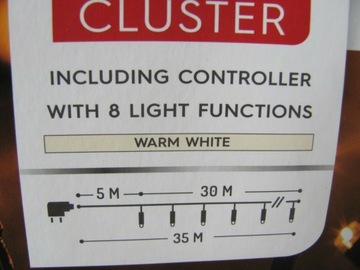 CLUSTER
INCLUDING CONTROLLER
WITH 8 LIGHT FUNCTIONS
WARM WHITE
5 M 30 M
35 M